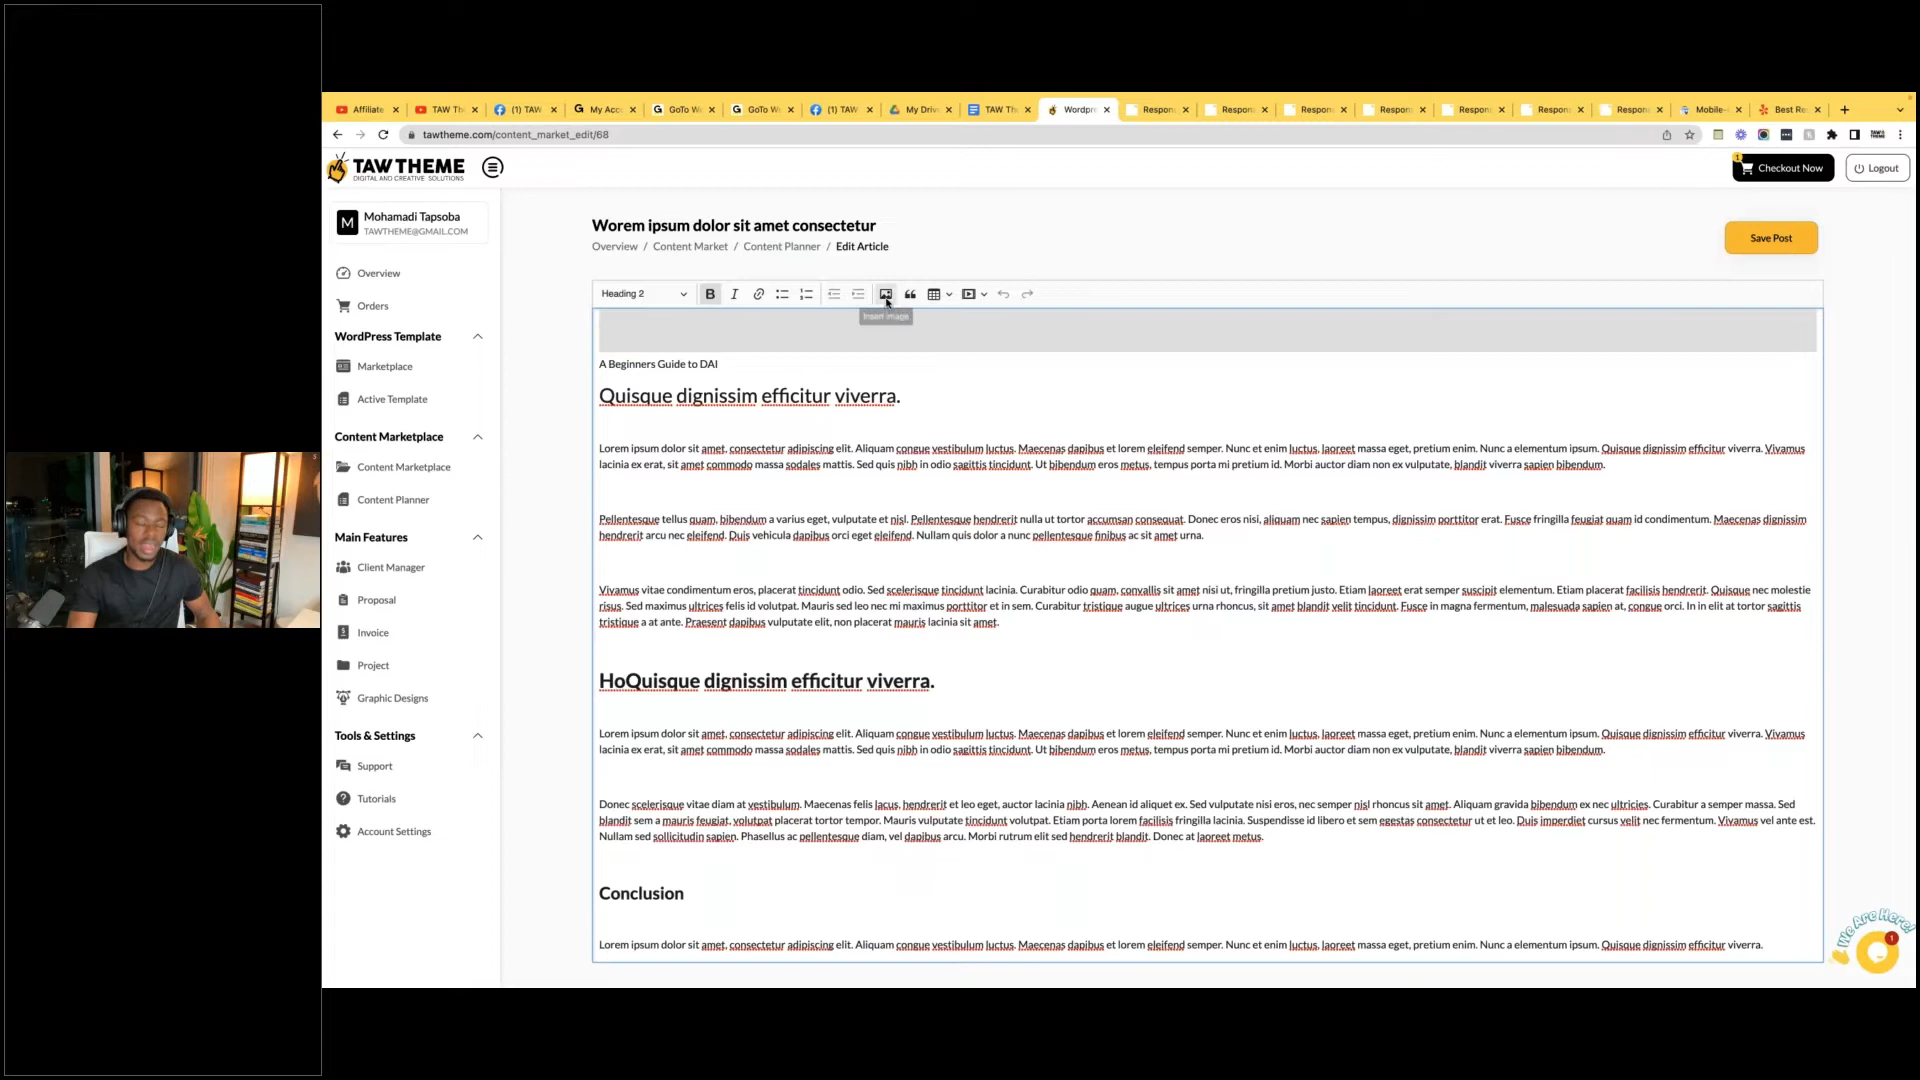 Affiliate
TAW Th
(1) TAW
My Acc
GoTo W
GoTo W
(1) TAW
My Driv
TAW Th
Wordpr
Respon
Respon
Respon
Respon
Respon
Respon
Respon
Mobile-
Best Re
tawtheme.com/content_market_edit/68
TAW THEME
DIGITAL AND CREATIVE SOLUTIONS
1
Checkout Now
Logout
M
Mohamadi Tapsoba
TAWTHEME@GMAIL.COM
Overview
Orders
WordPress Template
Marketplace
Active Template
Content Marketplace
Content Marketplace
Content Planner
Main Features
Client Manager
Proposal
Invoice
Project
Graphic Designs
Tools & Settings
Support
Tutorials
Account Settings
Worem ipsum dolor sit amet consectetur
Overview / Content Market / Content Planner / Edit Article
Save Post
Heading 2
B I
Insert image
A Beginners Guide to DAI
Quisque dignissim efficitur viverra.
Lorem ipsum dolor sit amet, consectetur adipiscing elit. Aliquam congue vestibulum luctus. Maecenas dapibus et lorem eleifend semper. Nunc et enim luctus, laoreet massa eget, pretium enim. Nunc a elementum ipsum. Quisque dignissim efficitur viverra. Vivamus
lacinia ex erat, sit amet commodo massa sodales mattis. Sed quis nibh in odio sagittis tincidunt. Ut bibendum eros metus, tempus porta mi pretium id. Morbi auctor diam non ex vulputate, blandit viverra sapien bibendum.
Pellentesque tellus quam, bibendum a varius eget, vulputate et nisl. Pellentesque hendrerit nulla ut tortor accumsan consequat. Donec eros nisi, aliquam nec sapien tempus, dignissim porttitor erat. Fusce fringilla feugiat quam id condimentum. Maecenas dignissim
hendrerit arcu nec eleifend. Duis vehicula dapibus orci eget eleifend. Nullam quis dolor a nunc pellentesque finibus ac sit amet urna.
Vivamus vitae condimentum eros, placerat tincidunt odio. Sed scelerisque tincidunt lacinia. Curabitur odio quam, convallis sit amet nisi ut, fringilla pretium justo. Etiam laoreet erat semper suscipit elementum. Etiam placerat facilisis hendrerit. Quisque nec molestie
risus. Sed maximus ultrices felis id volutpat. Mauris sed leo nec mi maximus porttitor et in sem. Curabitur tristique augue ultrices urna rhoncus, sit amet blandit velit tincidunt. Fusce in magna fermentum, malesuada sapien at, congue orci. In in elit at tortor sagittis
tristique a at ante. Praesent dapibus vulputate elit, non placerat mauris lacinia sit amet.
HoQuisque dignissim efficitur viverra.
Lorem ipsum dolor sit amet, consectetur adipiscing elit. Aliquam congue vestibulum luctus. Maecenas dapibus et lorem eleifend semper. Nunc et enim luctus, laoreet massa eget, pretium enim. Nunc a elementum ipsum. Quisque dignissim efficitur viverra. Vivamus
lacinia ex erat, sit amet commodo massa sodales mattis. Sed quis nibh in odio sagittis tincidunt. Ut bibendum eros metus, tempus porta mi pretium id. Morbi auctor diam non ex vulputate, blandit viverra sapien bibendum.
Donec scelerisque vitae diam at vestibulum. Maecenas felis lacus, hendrerit et leo eget, auctor lacinia nibh. Aenean id aliquet ex. Sed vulputate nisi eros, nec semper nisl rhoncus sit amet. Aliquam gravida bibendum ex nec ultricies. Curabitur a semper massa. Sed
blandit sem a mauris feugiat, volutpat placerat tortor tempor. Mauris vulputate tincidunt volutpat. Etiam porta lorem facilisis fringilla lacinia. Suspendisse id libero et sem egestas consectetur ut et leo. Duis imperdiet cursus velit nec fermentum. Vivamus vel ante est.
Nullam sed sollicitudin sapien. Phasellus ac pellentesque diam, vel dapibus arcu. Morbi rutrum elit sed hendrerit blandit. Donec at laoreet metus.
Conclusion
Lorem ipsum dolor sit amet, consectetur adipiscing elit. Aliquam congue vestibulum luctus. Maecenas dapibus et lorem eleifend semper. Nunc et enim luctus, laoreet massa eget, pretium enim. Nunc a elementum ipsum. Quisque dignissim efficitur viverra.
We Are Here!
1